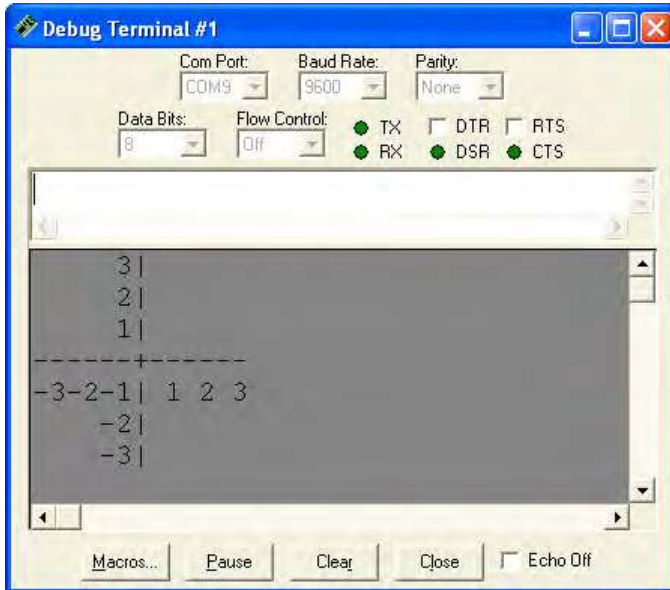 Debug Terminal #1
Com Port: Baud Rate: Parity:
COM9 9600 None
Data Bits: Flow Control: TX DTR RTS
8 Off RX DSR CTS
3|
2|
1|
------+------
-3-2-1| 1 2 3
-2|
-3|
Macros... Pause Clear Close Echo Off